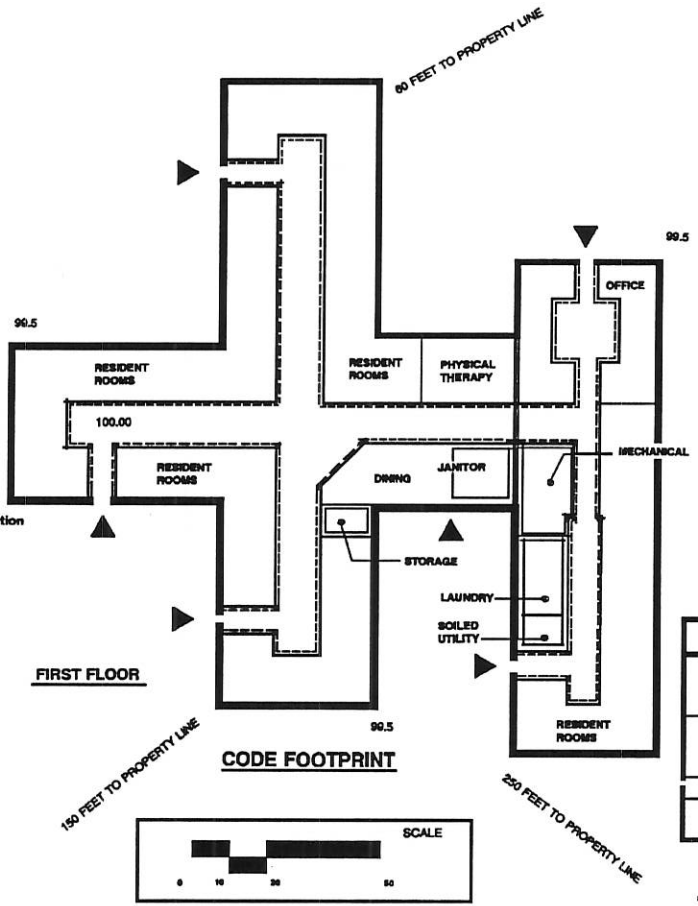 60 FEET TO PROPERTY LINE
99.5
OFFICE
99.5
RESIDENT
ROOMS
RESIDENT
ROOMS
PHYSICAL
THERAPY
100.00
MECHANICAL
RESIDENT
ROOMS
DINING
JANITOR
tion
STORAGE
LAUNDRY
SOILED
UTILITY
FIRST FLOOR
99.5
RESIDENT
ROOMS
150 FEET TO PROPERTY LINE
CODE FOOTPRINT
250 FEET TO PROPERTY LINE
SCALE
0 10 50